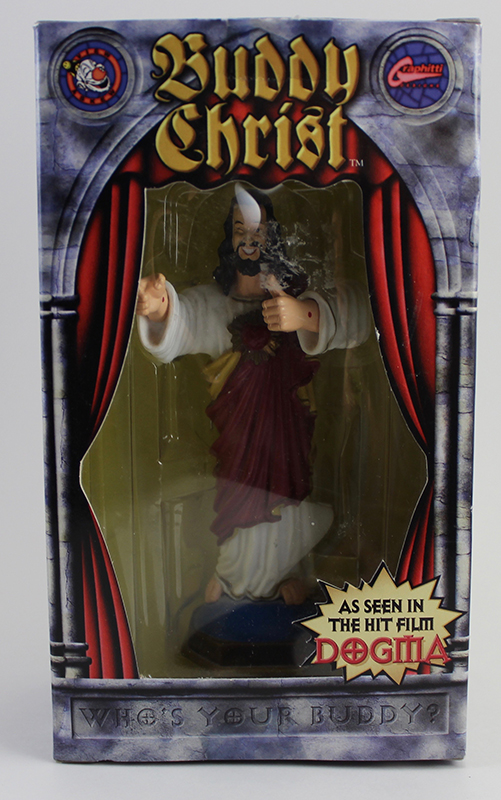 Buddy
Christ
TM
Graphitti
AS SEEN IN
THE HIT FILM
DOGMA
WHO'S YOUR BUDDY?